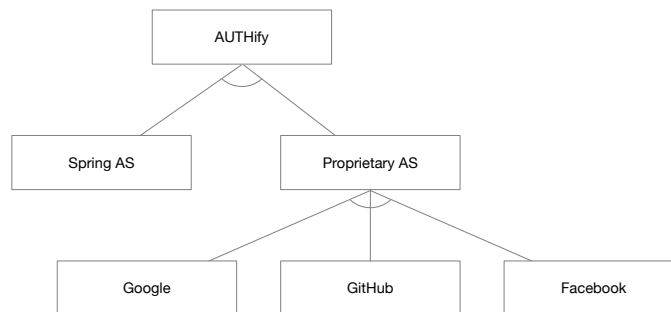 AUTHify
Spring AS
Proprietary AS
Google
GitHub
Facebook